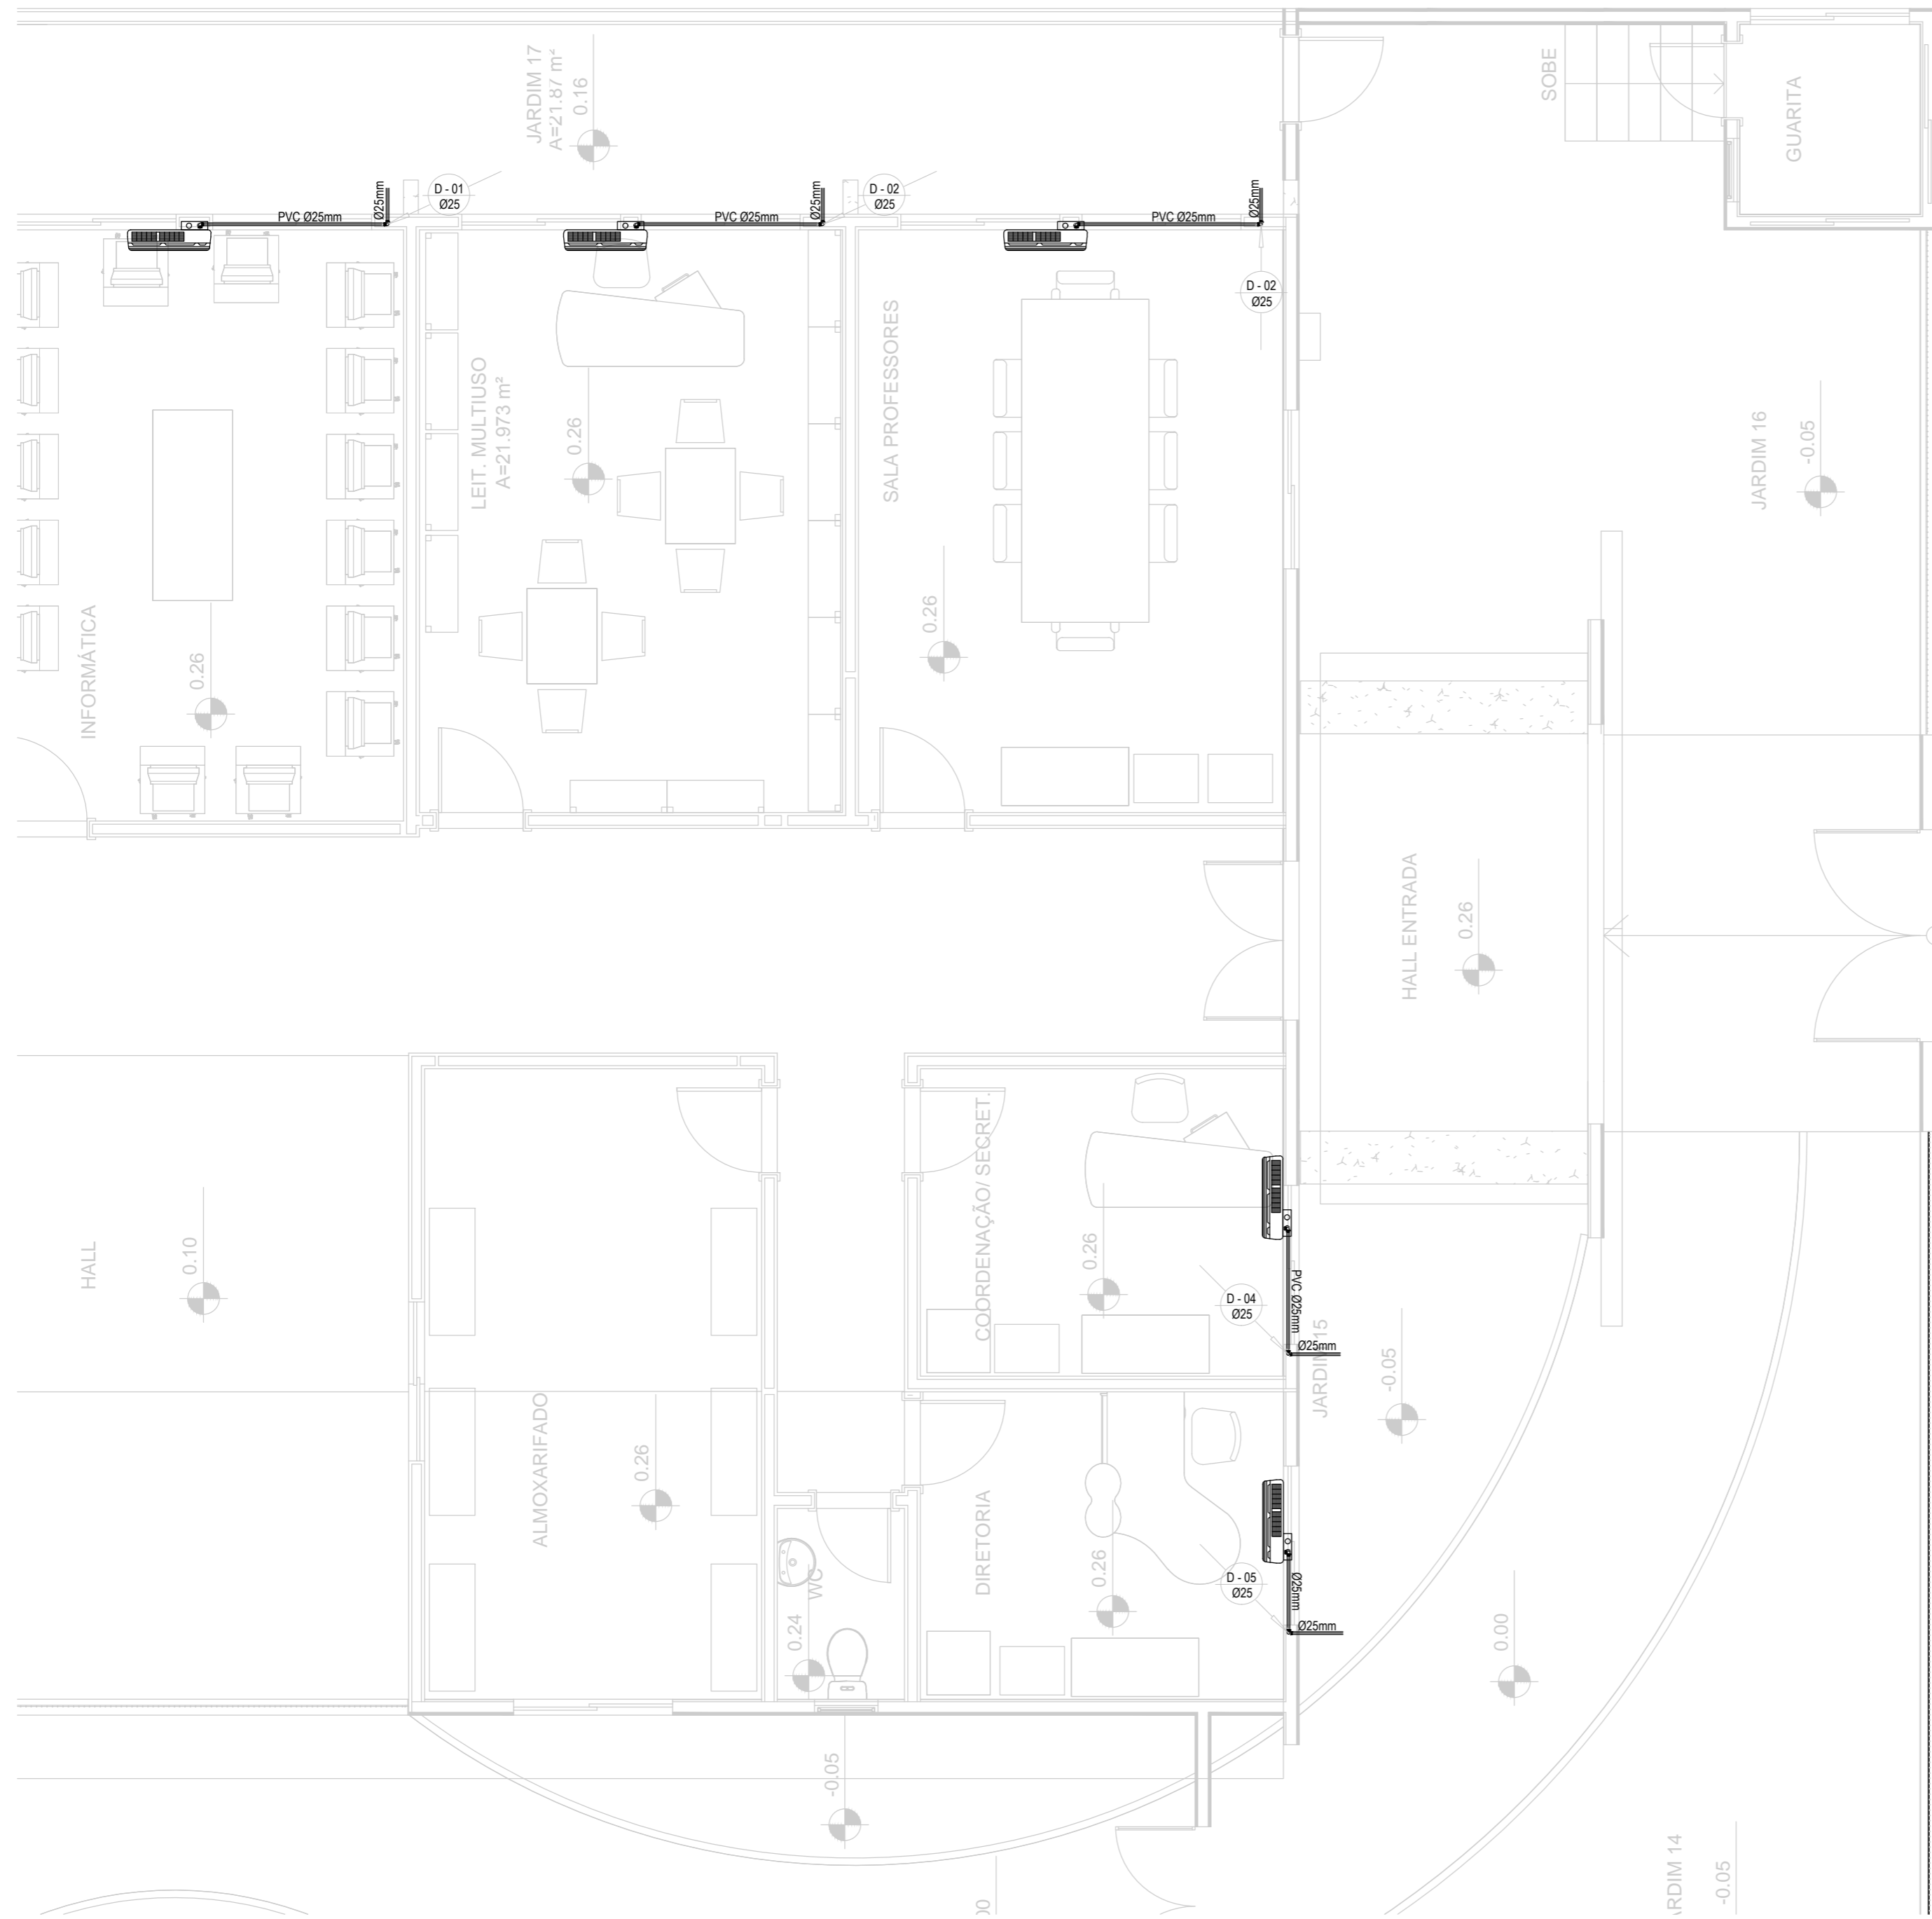 JARDIM 17
A=21.87 m²
0.16
SOBE
GUARITA
D - 01
Ø25
D - 02
Ø25
PVC Ø25mm
Ø25mm
PVC Ø25mm
Ø25mm
PVC Ø25mm
Ø25mm
D - 02
Ø25
INFORMÁTICA
0.26
LEIT. MULTIUSO
A=21.973 m²
0.26
SALA PROFESSORES
0.26
JARDIM 16
-0.05
HALL ENTRADA
0.26
HALL
0.10
ALMOXARIFADO
0.26
COORDENAÇÃO/ SECRET.
0.26
D - 04
Ø25
PVC Ø25mm
Ø25mm
JARDIM 15
-0.05
DIRETORIA
0.26
D - 05
Ø25
Ø25mm
Ø25mm
WC
0.24
0.00
-0.05
ARDIM 14
-0.05
00